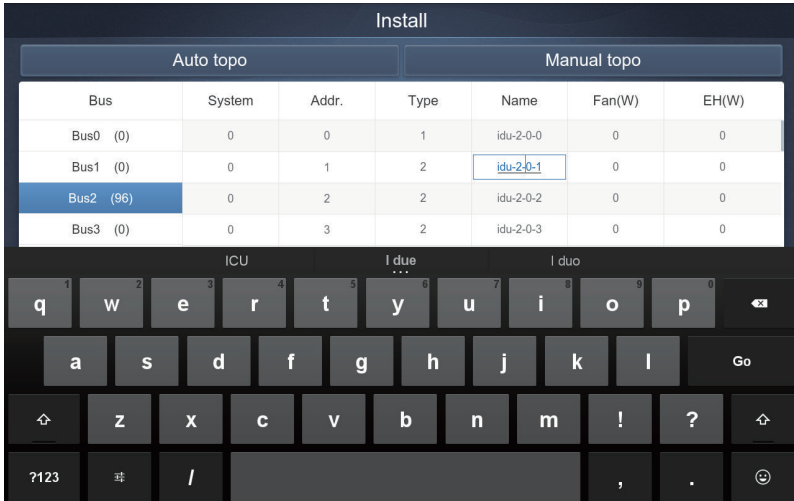 Install
Auto topo Manual topo
Bus System Addr. Type Name Fan(W) EH(W)
Bus0 (0) 0 0 1 idu-2-0-0 0 0
Bus1 (0) 0 1 2 idu-2-0-1 0 0
Bus2 (96) 0 2 2 idu-2-0-2 0 0
Bus3 (0) 0 3 2 idu-2-0-3 0 0
ICU I due I duo
1 2 3 4 5 6 7 8 9 0
q w e r t y u i o p
a s d f g h j k l Go
z x c v b n m ! ?
?123 / , .